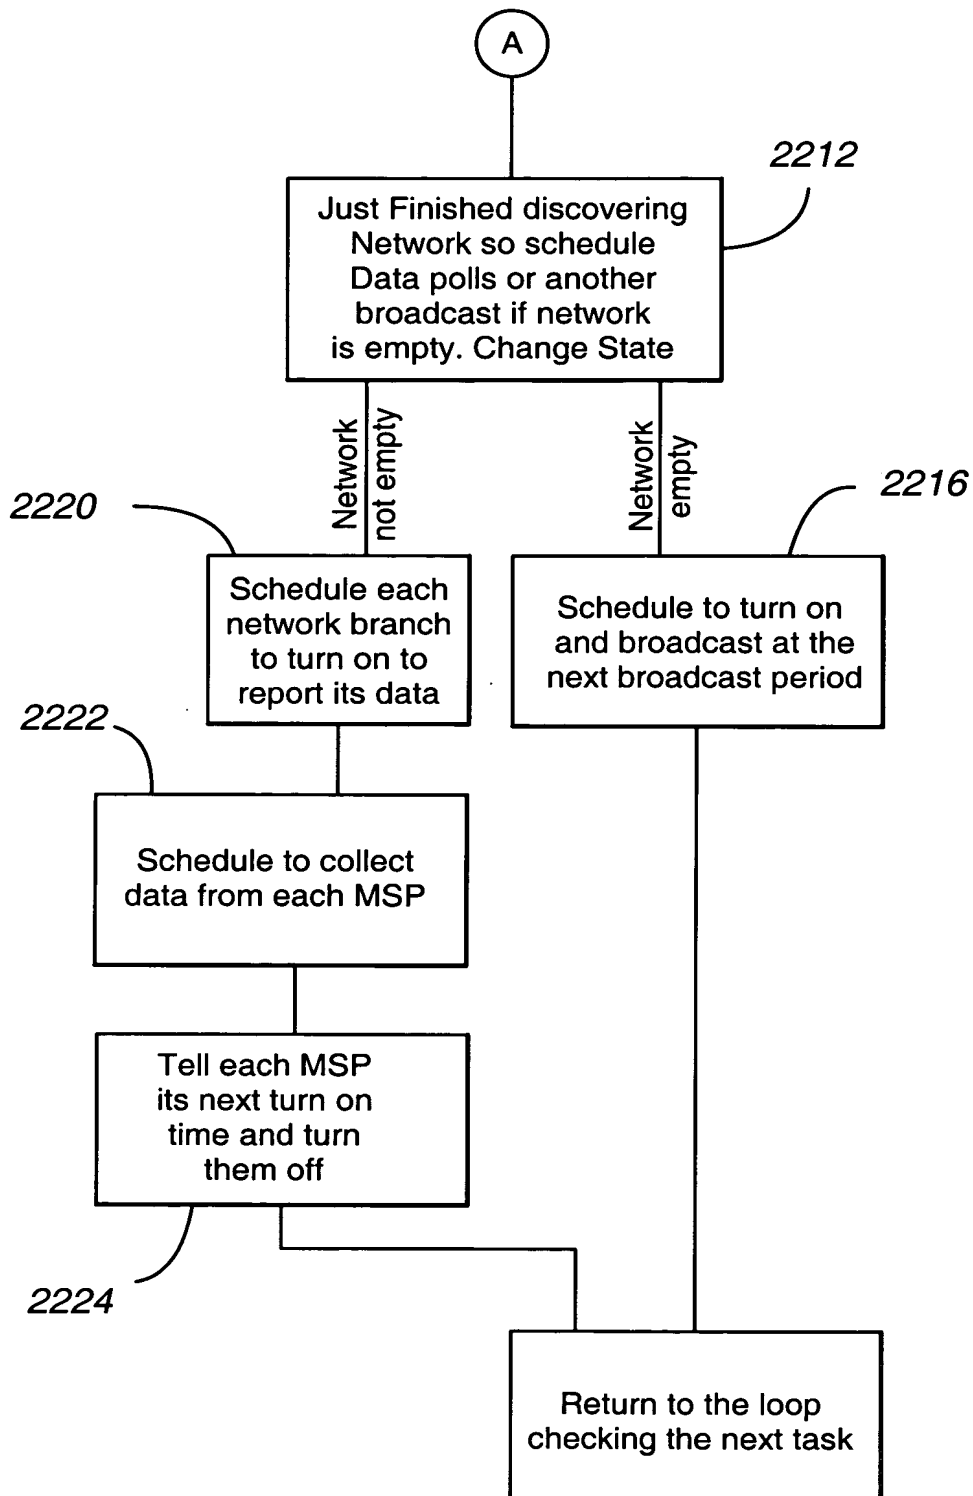 A
2212
Just Finished discovering
Network so schedule
Data polls or another
broadcast if network
is empty. Change State
Network
not empty
Network
empty
2220
2216
Schedule each
network branch
to turn on to
report its data
Schedule to turn on
and broadcast at the
next broadcast period
2222
Schedule to collect
data from each MSP
Tell each MSP
its next turn on
time and turn
them off
2224
Return to the loop
checking the next task